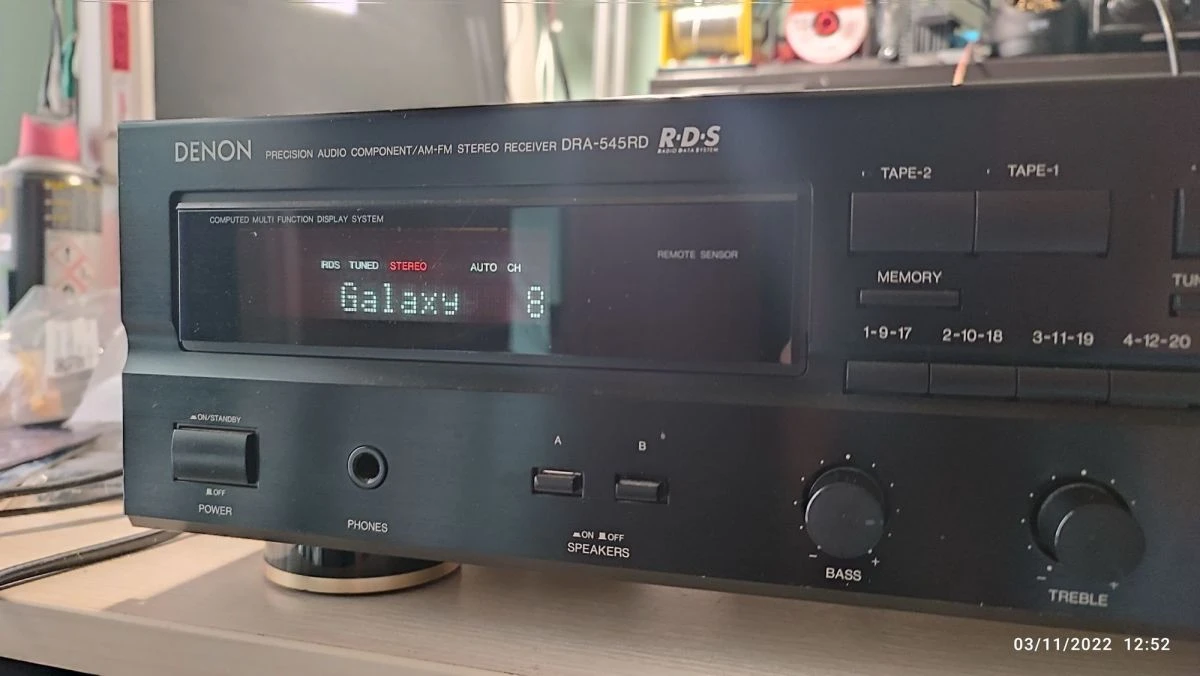 DENON PRECISION AUDIO COMPONENT/AM-FM STEREO RECEIVER DRA-545RD R·D·S
RADIO DATA SYSTEM
TAPE-2 TAPE-1
COMPUTED MULTI FUNCTION DISPLAY SYSTEM
REMOTE SENSOR
RDS TUNED STEREO AUTO CH
Galaxy 8
MEMORY
TUN
1-9-17 2-10-18 3-11-19 4-12-20
ON/STANDBY
OFF
POWER
PHONES
A B
ON OFF
SPEAKERS
- +
BASS
- +
TREBLE
03/11/2022 12:52